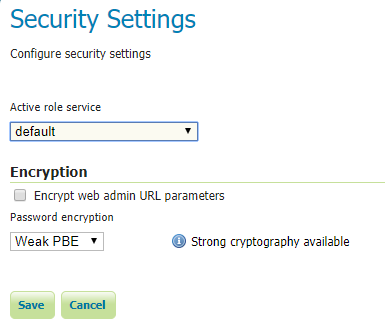 Security Settings
Configure security settings
Active role service
default
Encryption
Encrypt web admin URL parameters
Password encryption
Weak PBE
Strong cryptography available
Save Cancel